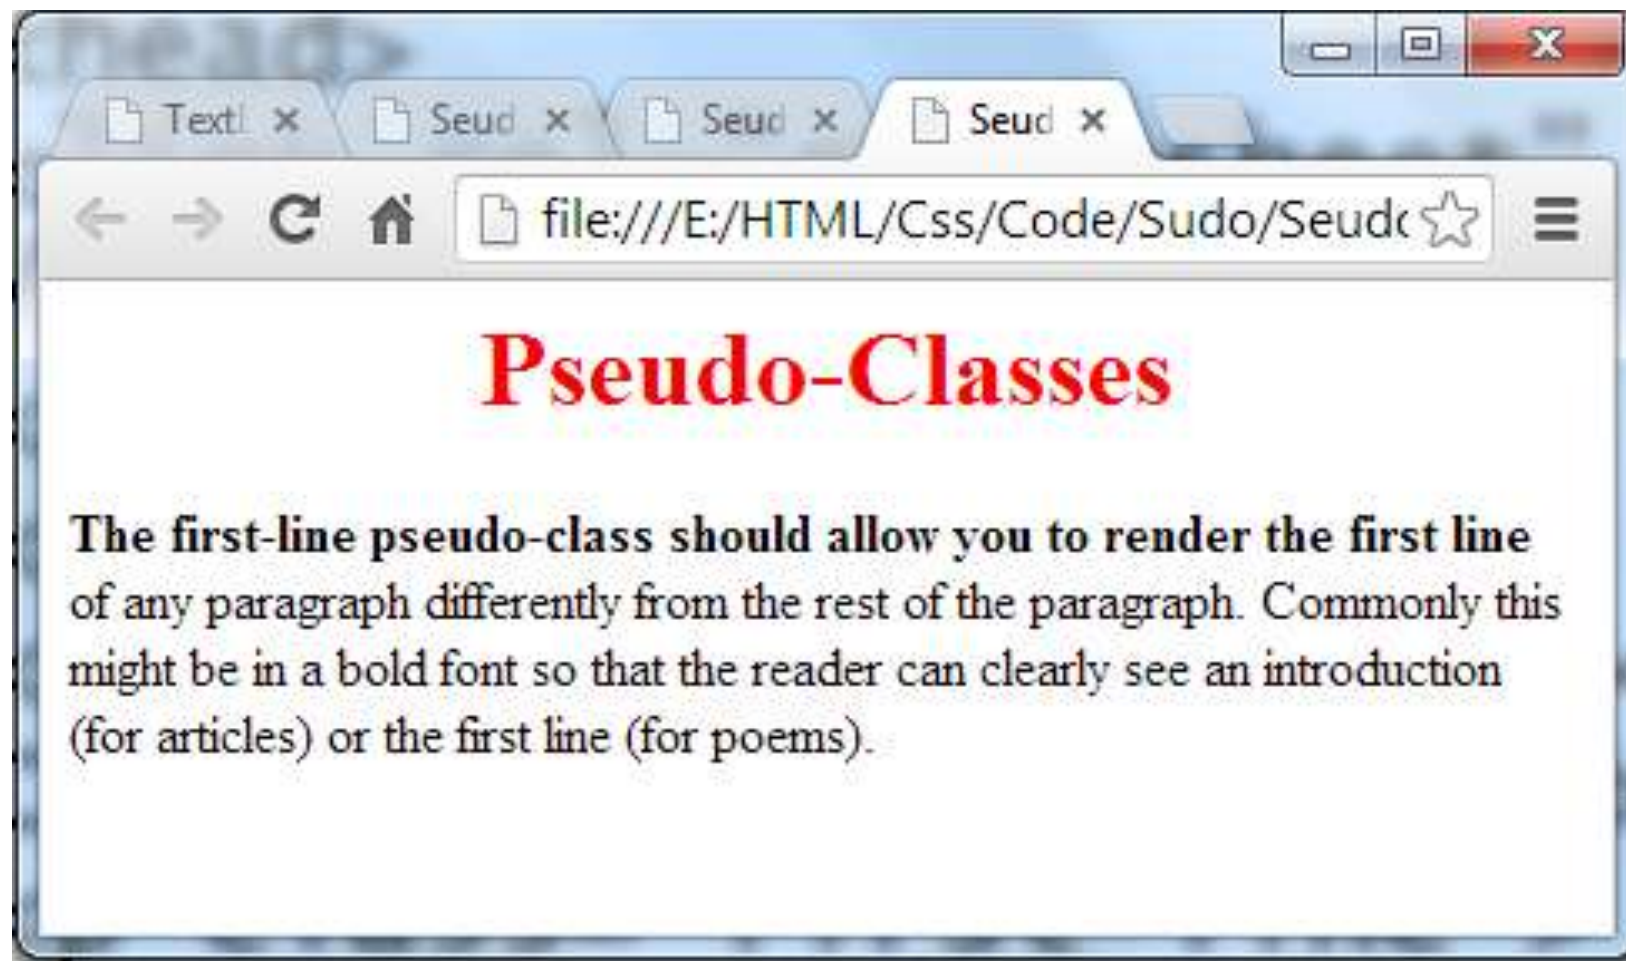 head>
Textl
Seud
Seud
Seud
file:///E:/HTML/Css/Code/Sudo/Seudo
Pseudo-Classes
The first-line pseudo-class should allow you to render the first line
of any paragraph differently from the rest of the paragraph. Commonly this
might be in a bold font so that the reader can clearly see an introduction
(for articles) or the first line (for poems).